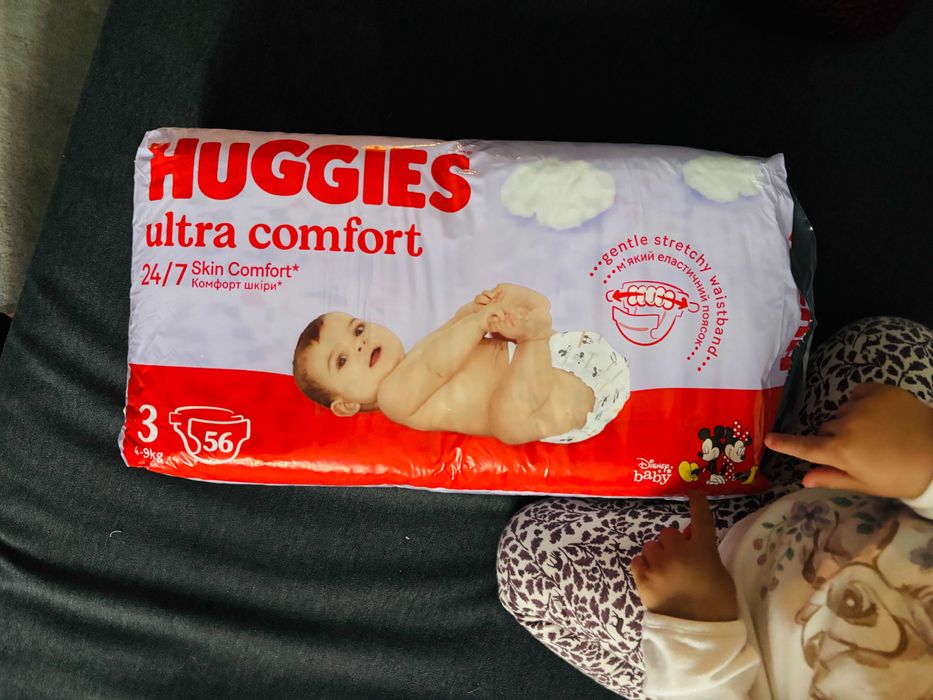 HUGGIES
ultra comfort
24/7 Skin Comfort*
Комфорт шкіри*
gentle stretchy waistband
м'який еластичний поясок
3
4-9kg
56
Disney
baby